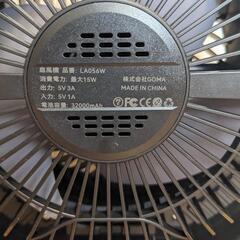 扇風機 品番： LA056W
消費電力： 最大15W 株式会社GOMA
出力：5V 3A MADE IN CHINA
入力：5V 1A
電池容量：32000mAh